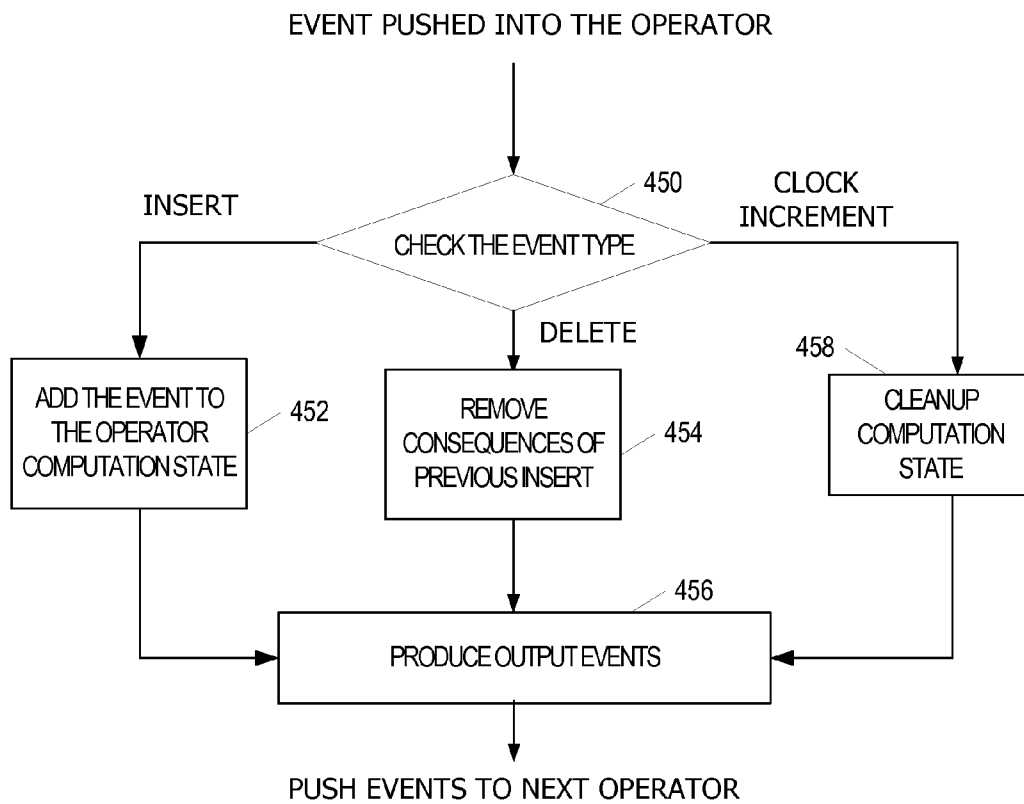 EVENT PUSHED INTO THE OPERATOR
450
INSERT
CLOCK
INCREMENT
CHECK THE EVENT TYPE
DELETE
458
ADD THE EVENT TO
THE OPERATOR
COMPUTATION STATE
452
REMOVE
CONSEQUENCES OF
PREVIOUS INSERT
454
CLEANUP
COMPUTATION
STATE
456
PRODUCE OUTPUT EVENTS
PUSH EVENTS TO NEXT OPERATOR